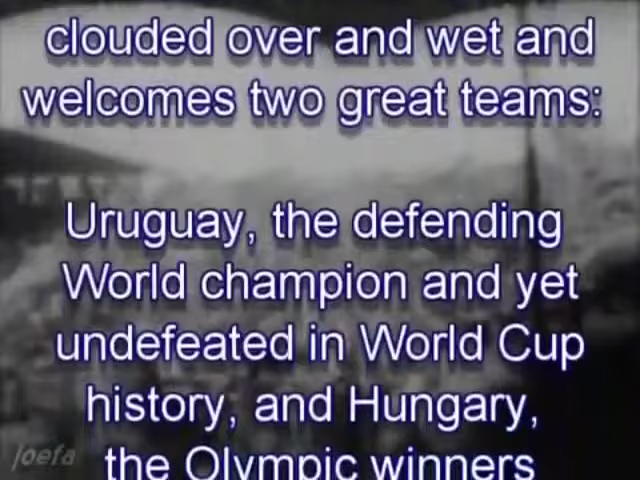 clouded over and wet and
welcomes two great teams:
Uruguay, the defending
World champion and yet
undefeated in World Cup
history, and Hungary,
the Olympic winners
joefa